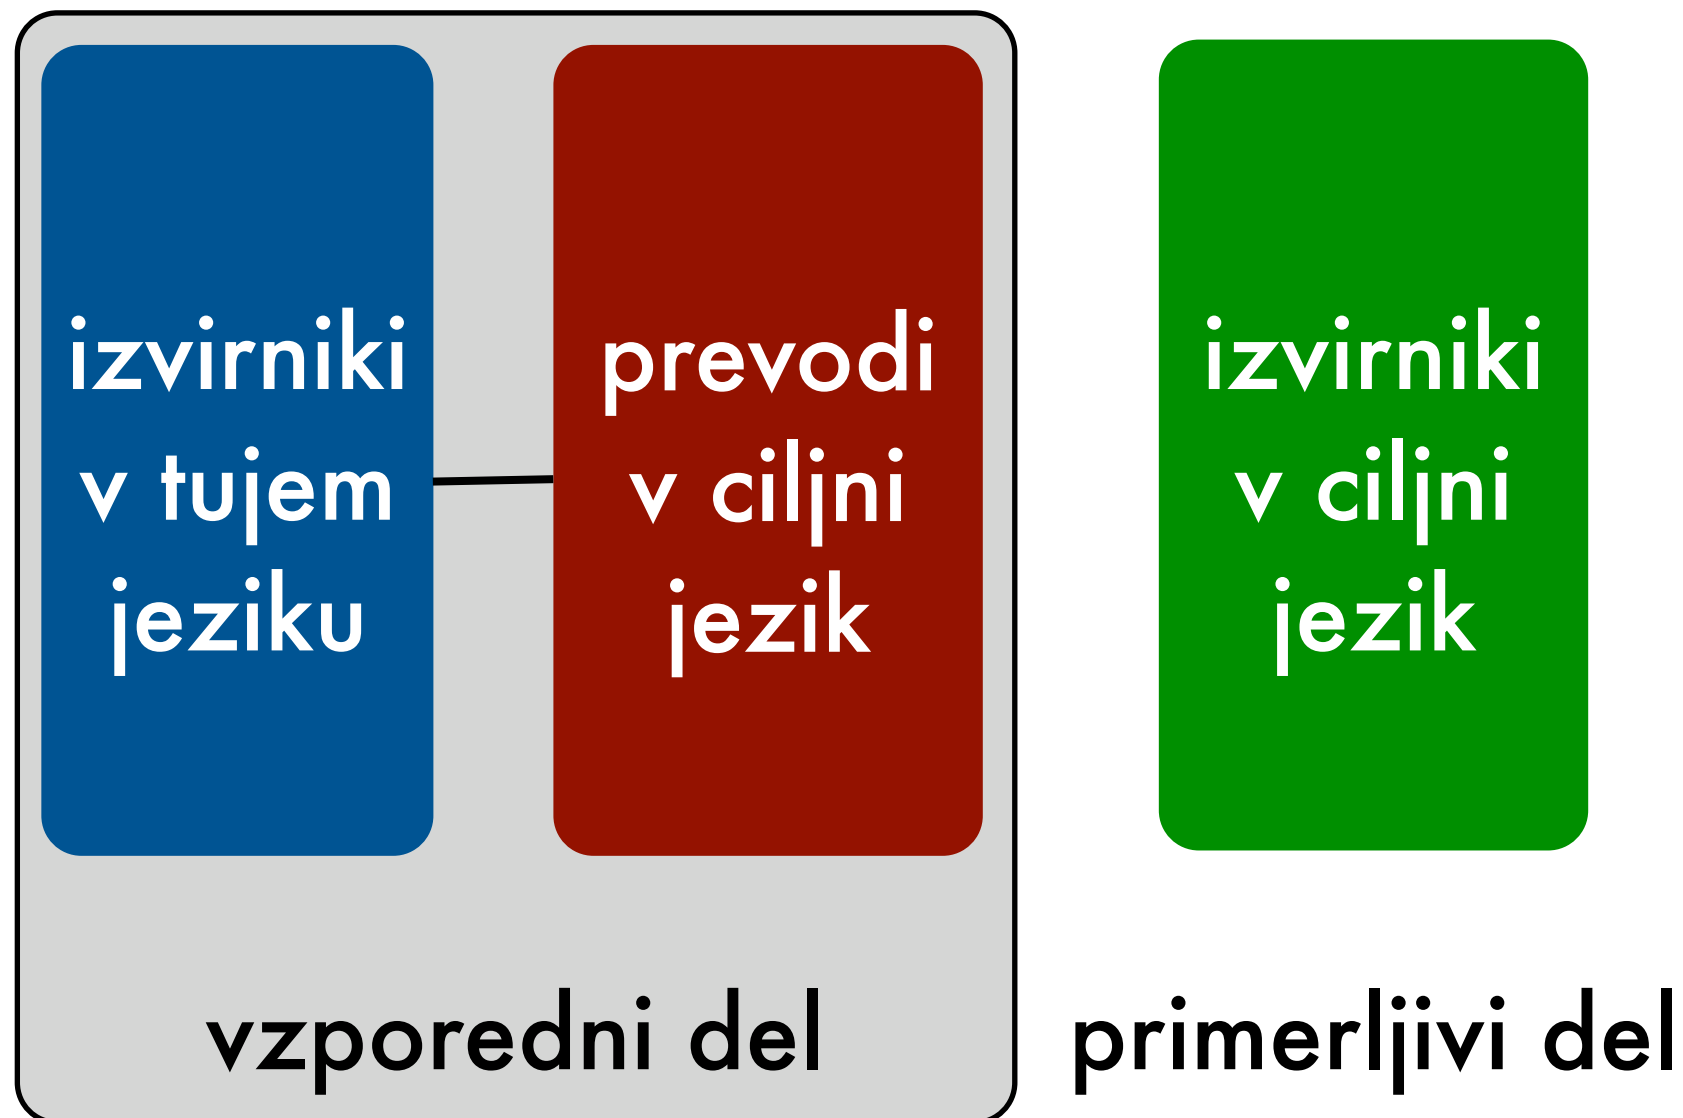 izvirniki
v tujem
jeziku
prevodi
v ciljni
jezik
izvirniki
v ciljni
jezik
vzporedni del
primerljivi del